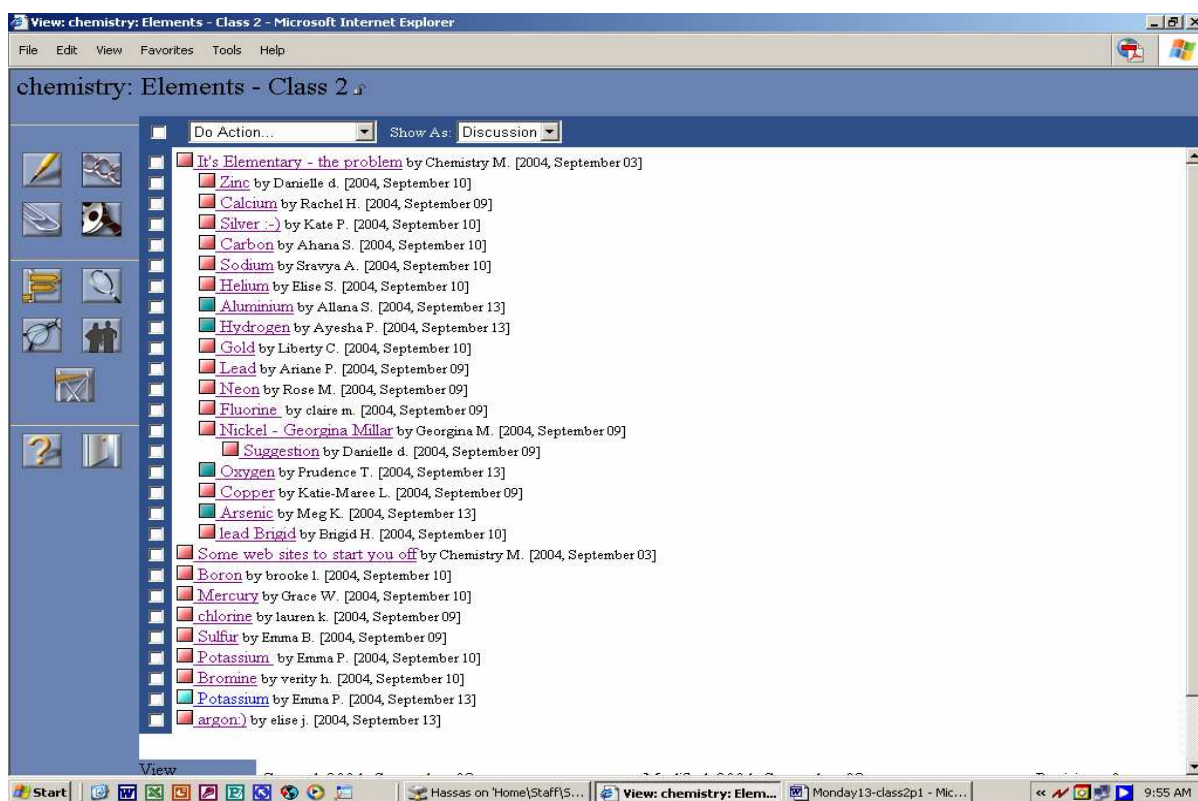 View: chemistry: Elements - Class 2 - Microsoft Internet Explorer
File Edit View Favorites Tools Help
chemistry: Elements - Class 2
Do Action... Show As: Discussion
It's Elementary - the problem by Chemistry M. [2004, September 03]
Zinc by Danielle d. [2004, September 10]
Calcium by Rachel H. [2004, September 09]
Silver :-) by Kate P. [2004, September 10]
Carbon by Ahana S. [2004, September 10]
Sodium by Sravya A. [2004, September 10]
Helium by Elise S. [2004, September 10]
Aluminium by Allana S. [2004, September 13]
Hydrogen by Ayesha P. [2004, September 13]
Gold by Liberty C. [2004, September 10]
Lead by Ariane P. [2004, September 09]
Neon by Rose M. [2004, September 09]
Fluorine by claire m. [2004, September 09]
Nickel - Georgina Millar by Georgina M. [2004, September 09]
Suggestion by Danielle d. [2004, September 09]
Oxygen by Prudence T. [2004, September 13]
Copper by Katie-Maree L. [2004, September 09]
Arsenic by Meg K. [2004, September 13]
lead Brigid by Brigid H. [2004, September 10]
Some web sites to start you off by Chemistry M. [2004, September 03]
Boron by brooke l. [2004, September 10]
Mercury by Grace W. [2004, September 10]
chlorine by lauren k. [2004, September 09]
Sulfur by Emma B. [2004, September 09]
Potassium by Emma P. [2004, September 10]
Bromine by verity h. [2004, September 10]
Potassium by Emma P. [2004, September 13]
argon:) by elise j. [2004, September 13]
View
Start Hassas on 'Home\Staff\S... View: chemistry: Elem... Monday13-class2p1 - Mic... 9:55 AM